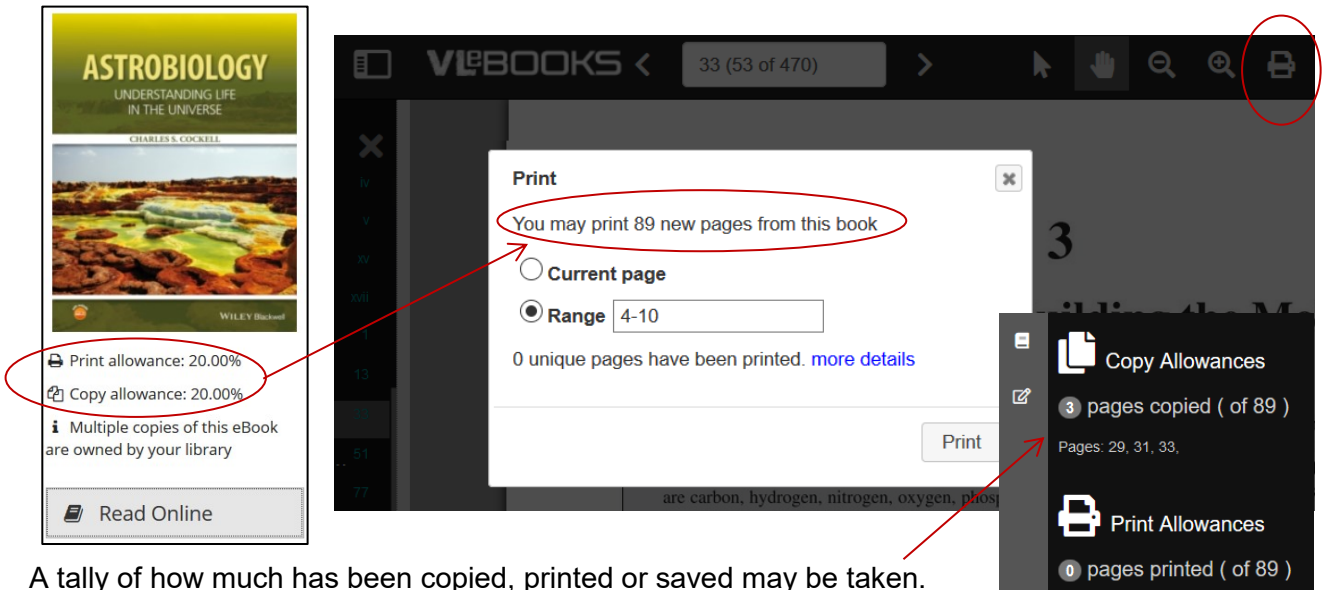 ASTROBIOLOGY
UNDERSTANDING LIFE
IN THE UNIVERSE
CHARLES S. COCKELL
WILEY Blackwell
Print allowance: 20.00%
Copy allowance: 20.00%
i Multiple copies of this eBook
are owned by your library
Read Online
VLeBOOKS < 33 (53 of 470) >
iv
v
xv
xvii
1
13
33
51
77
Print
You may print 89 new pages from this book
Current page
Range 4-10
0 unique pages have been printed. more details
Print
3
are carbon, hydrogen, nitrogen, oxygen,
Copy Allowances
3 pages copied ( of 89 )
Pages: 29, 31, 33,
Print Allowances
0 pages printed ( of 89 )
A tally of how much has been copied, printed or saved may be taken.